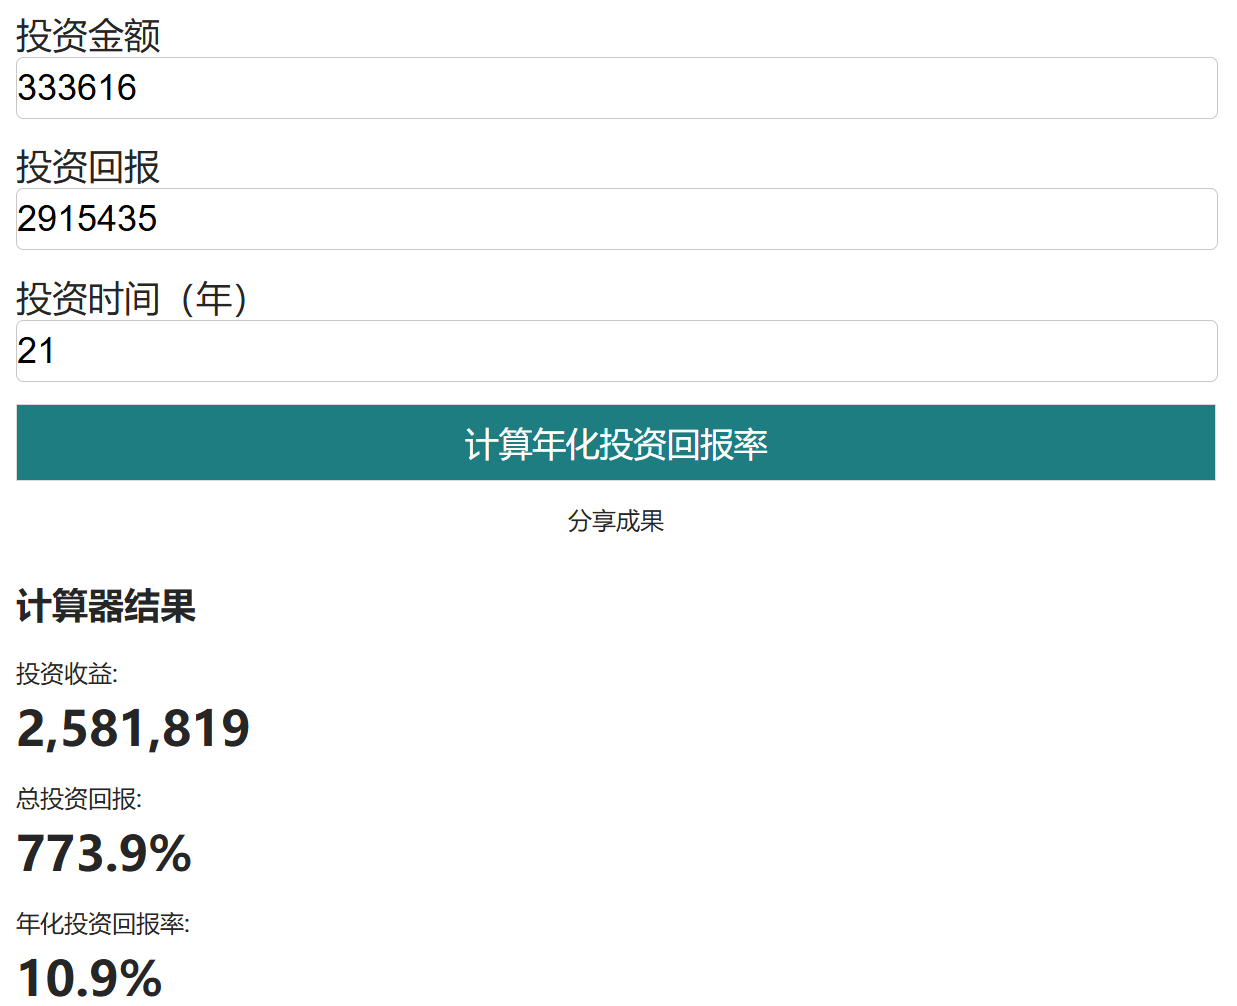 投资金额
333616
投资回报
2915435
投资时间（年）
21
计算年化投资回报率
分享成果
计算器结果
投资收益:
2,581,819
总投资回报:
773.9%
年化投资回报率:
10.9%